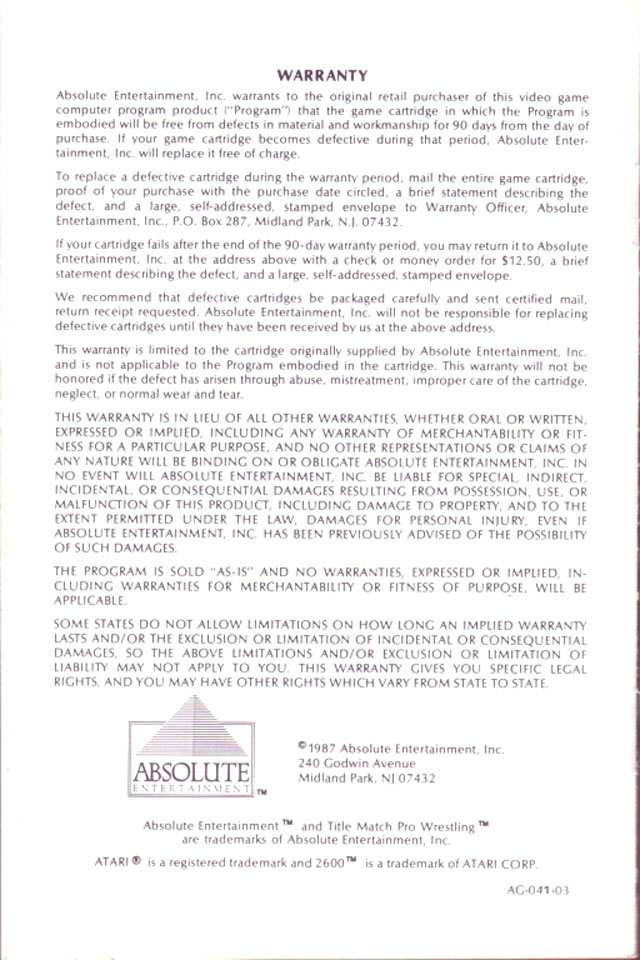 WARRANTY
Absolute Entertainment, Inc. warrants to the original retail purchaser of this video game
computer program product ("Program") that the game cartridge in which the Program is
embodied will be free from defects in material and workmanship for 90 days from the day of
purchase. If your game cartridge becomes defective during that period, Absolute Enter-
tainment, Inc. will replace it free of charge.
To replace a defective cartridge during the warranty period, mail the entire game cartridge,
proof of your purchase with the purchase date circled, a brief statement describing the
defect, and a large, self-addressed, stamped envelope to Warranty Officer, Absolute
Entertainment, Inc., P.O. Box 287, Midland Park, N.J. 07432.
If your cartridge fails after the end of the 90-day warranty period, you may return it to Absolute
Entertainment, Inc. at the address above with a check or money order for $12.50, a brief
statement describing the defect, and a large, self-addressed, stamped envelope.
We recommend that defective cartridges be packaged carefully and sent certified mail,
return receipt requested. Absolute Entertainment, Inc. will not be responsible for replacing
defective cartridges until they have been received by us at the above address.
This warranty is limited to the cartridge originally supplied by Absolute Entertainment, Inc.
and is not applicable to the Program embodied in the cartridge. This warranty will not be
honored if the defect has arisen through abuse, mistreatment, improper care of the cartridge,
neglect, or normal wear and tear.
THIS WARRANTY IS IN LIEU OF ALL OTHER WARRANTIES, WHETHER ORAL OR WRITTEN,
EXPRESSED OR IMPLIED, INCLUDING ANY WARRANTY OF MERCHANTABILITY OR FIT-
NESS FOR A PARTICULAR PURPOSE, AND NO OTHER REPRESENTATIONS OR CLAIMS OF
ANY NATURE WILL BE BINDING ON OR OBLIGATE ABSOLUTE ENTERTAINMENT, INC. IN
NO EVENT WILL ABSOLUTE ENTERTAINMENT, INC. BE LIABLE FOR SPECIAL, INDIRECT,
INCIDENTAL, OR CONSEQUENTIAL DAMAGES RESULTING FROM POSSESSION, USE, OR
MALFUNCTION OF THIS PRODUCT, INCLUDING DAMAGE TO PROPERTY, AND TO THE
EXTENT PERMITTED UNDER THE LAW, DAMAGES FOR PERSONAL INJURY, EVEN IF
ABSOLUTE ENTERTAINMENT, INC. HAS BEEN PREVIOUSLY ADVISED OF THE POSSIBILITY
OF SUCH DAMAGES.
THE PROGRAM IS SOLD "AS-IS" AND NO WARRANTIES, EXPRESSED OR IMPLIED, IN-
CLUDING WARRANTIES FOR MERCHANTABILITY OR FITNESS OF PURPOSE, WILL BE
APPLICABLE.
SOME STATES DO NOT ALLOW LIMITATIONS ON HOW LONG AN IMPLIED WARRANTY
LASTS AND/OR THE EXCLUSION OR LIMITATION OF INCIDENTAL OR CONSEQUENTIAL
DAMAGES, SO THE ABOVE LIMITATIONS AND/OR EXCLUSION OR LIMITATION OF
LIABILITY MAY NOT APPLY TO YOU. THIS WARRANTY GIVES YOU SPECIFIC LEGAL
RIGHTS, AND YOU MAY HAVE OTHER RIGHTS WHICH VARY FROM STATE TO STATE.
ABSOLUTE
ENTERTAINMENT ™
©1987 Absolute Entertainment, Inc.
240 Godwin Avenue
Midland Park, NJ 07432
Absolute Entertainment™ and Title Match Pro Wrestling™
are trademarks of Absolute Entertainment, Inc.
ATARI® is a registered trademark and 2600™ is a trademark of ATARI CORP.
AG-041-03